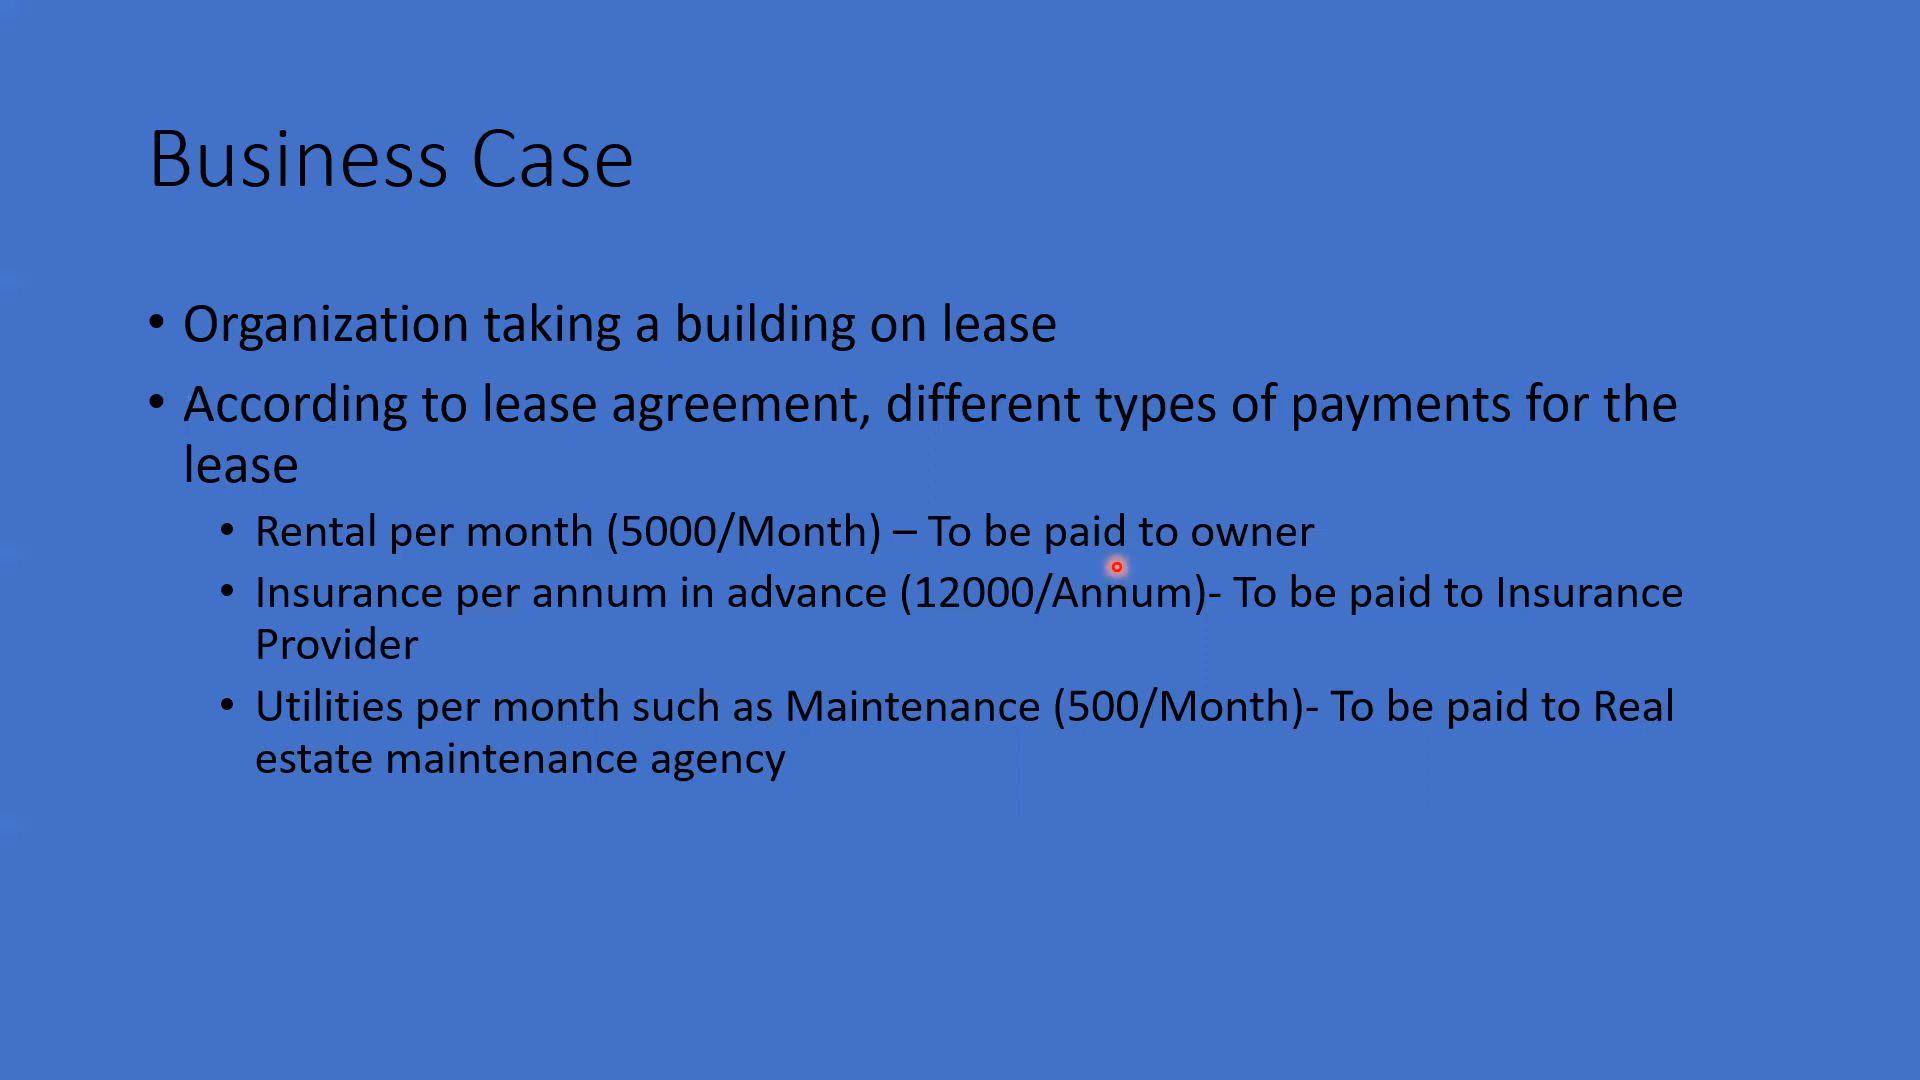 Business Case
• Organization taking a building on lease
• According to lease agreement, different types of payments for the
lease
• Rental per month (5000/Month) – To be paid to owner
• Insurance per annum in advance (12000/Annum)- To be paid to Insurance
Provider
• Utilities per month such as Maintenance (500/Month)- To be paid to Real
estate maintenance agency